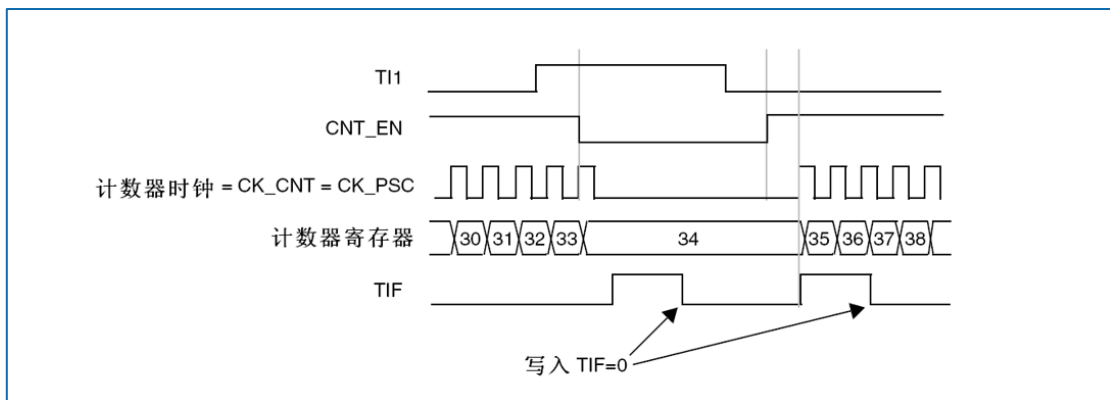 TI1
CNT_EN
计数器时钟 = CK_CNT = CK_PSC
计数器寄存器 30 31 32 33 34 35 36 37 38
TIF
写入 TIF=0